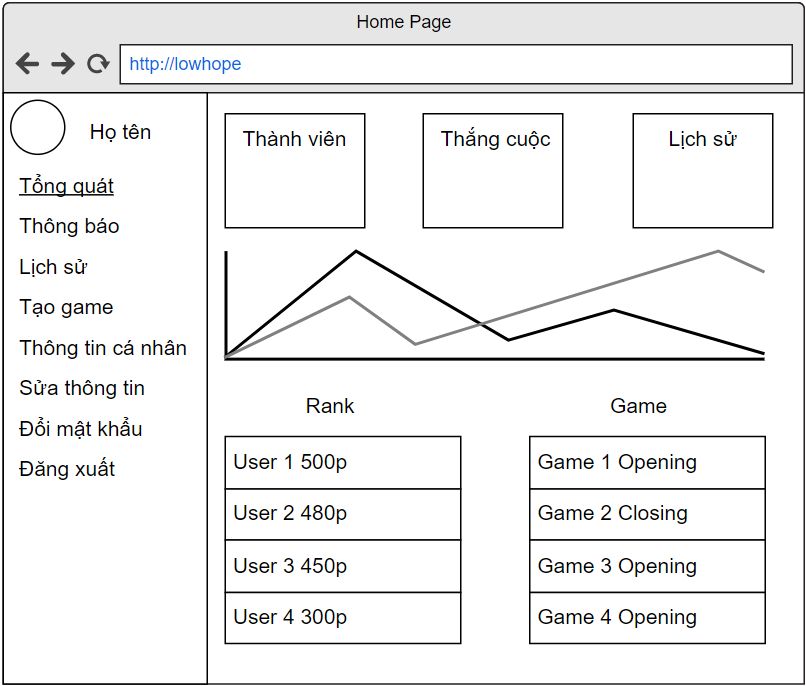 Home Page
http://lowhope
Họ tên
Tổng quát
Thông báo
Lịch sử
Tạo game
Thông tin cá nhân
Sửa thông tin
Đổi mật khẩu
Đăng xuất
Thành viên
Thắng cuộc
Lịch sử
Rank
User 1 500p
User 2 480p
User 3 450p
User 4 300p
Game
Game 1 Opening
Game 2 Closing
Game 3 Opening
Game 4 Opening